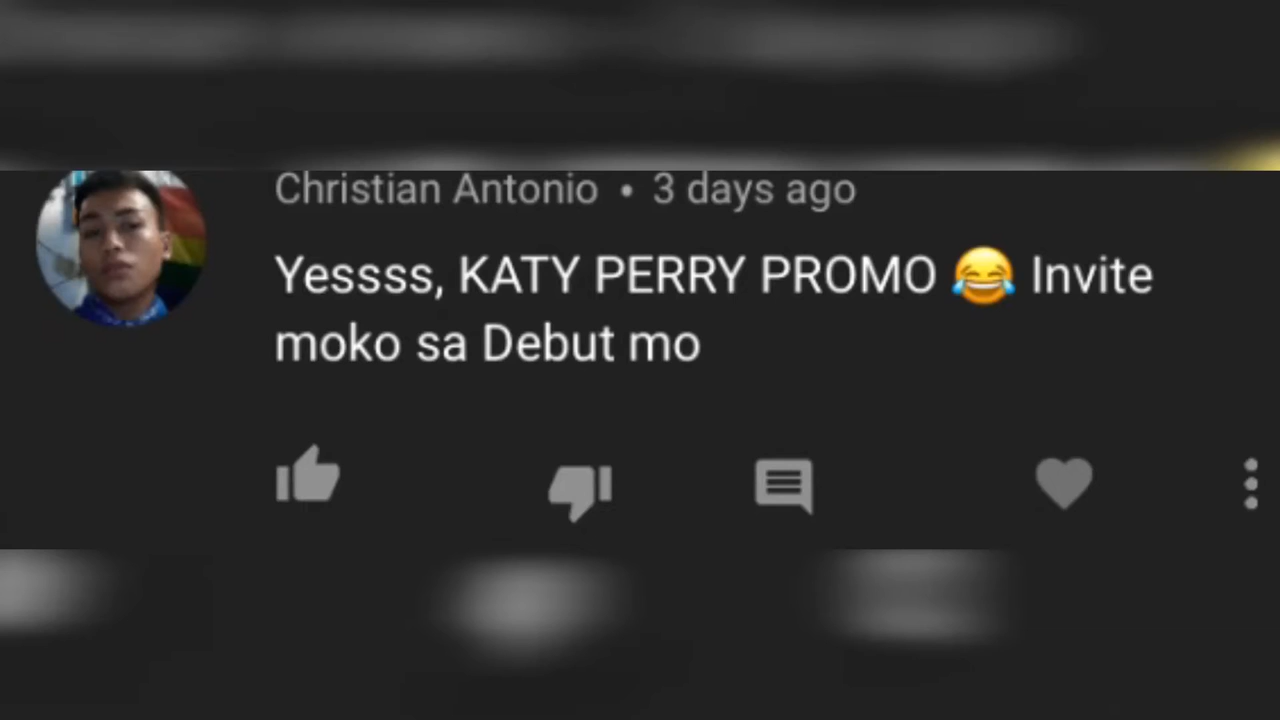 Christian Antonio • 3 days ago
Yessss, KATY PERRY PROMO 😂 Invite
moko sa Debut mo